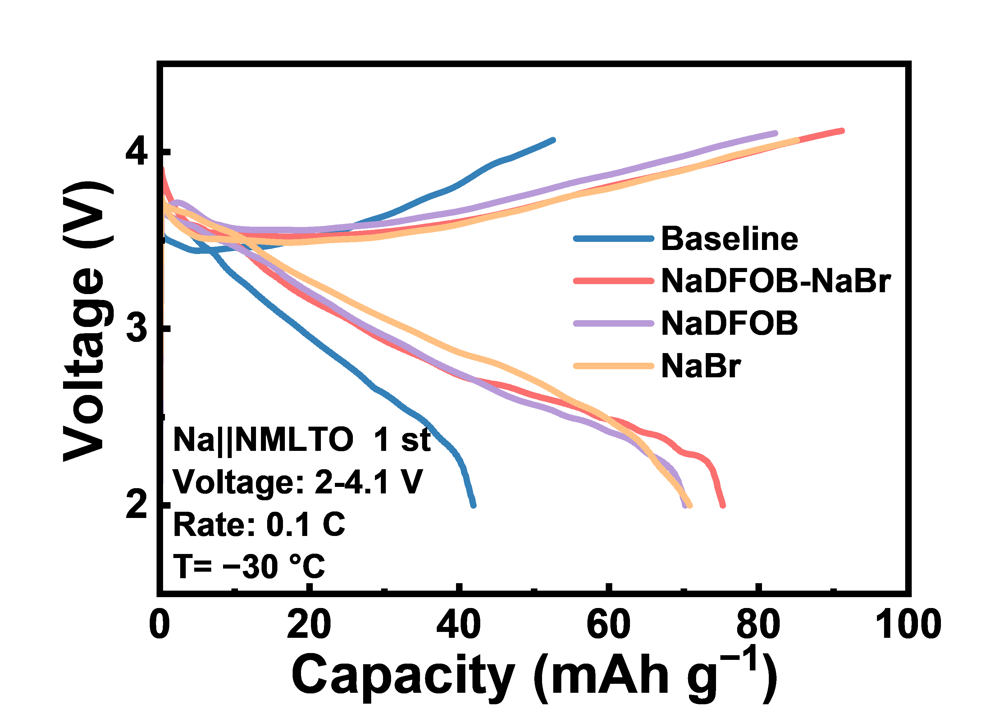 4
3
2
Voltage (V)
Baseline
NaDFOB-NaBr
NaDFOB
NaBr
Na||NMLTO 1 st
Voltage: 2-4.1 V
Rate: 0.1 C
T= −30 °C
0 20 40 60 80 100
Capacity (mAh g⁻¹)